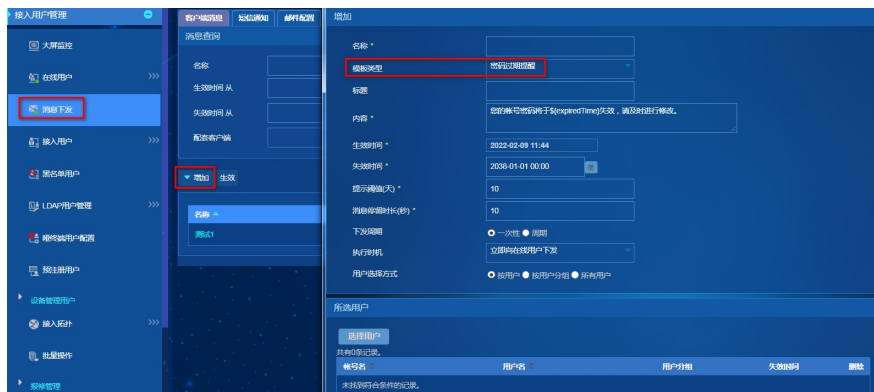 接入用户管理
大屏监控
在线用户
消息下发
接入用户
黑名单用户
LDAP用户管理
哑终端用户配置
预注册用户
设备管理用户
接入拓扑
批量操作
报修管理
客户端消息 短信通知 邮件配置
消息查询
名称
生效时间 从
失效时间 从
配套客户端
增加 生效
名称
测试1
增加
名称 *
模板类型 密码过期提醒
标题
内容 * 您的帐号密码将于${expiredTime}失效，请及时进行修改。
生效时间 * 2022-02-09 11:44
失效时间 * 2038-01-01 00:00
提示阈值(天) * 10
消息停留时长(秒) * 10
下发周期 一次性 周期
执行时机 立即向在线用户下发
用户选择方式 按用户 按用户分组 所有用户
所选用户
选择用户
共有0条记录。
帐号名 用户名 用户分组 失效时间 删除
未找到符合条件的记录。